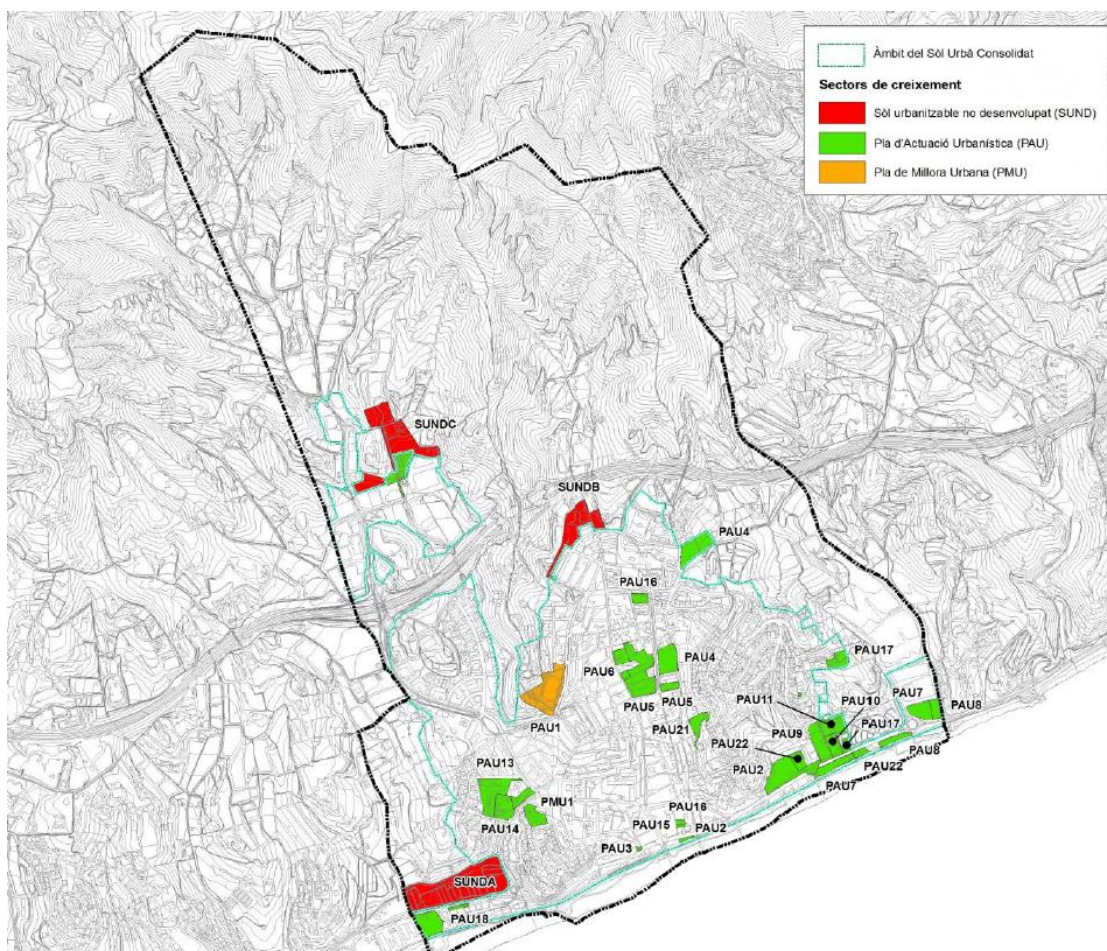 Àmbit del Sòl Urbà Consolidat
Sectors de creixement
Sòl urbanitzable no desenvolupat (SUND)
Pla d'Actuació Urbanística (PAU)
Pla de Millora Urbana (PMU)
SUNDC
SUNDB
PAU4
PAU16
PAU17
PAU6
PAU4
PAU5
PAU5
PAU1
PAU21
PAU11
PAU10
PAU7
PAU8
PAU9
PAU17
PAU22
PAU2
PAU8
PAU22
PAU7
PAU13
PMU1
PAU14
PAU16
PAU15
PAU2
PAU3
SUNDA
PAU18